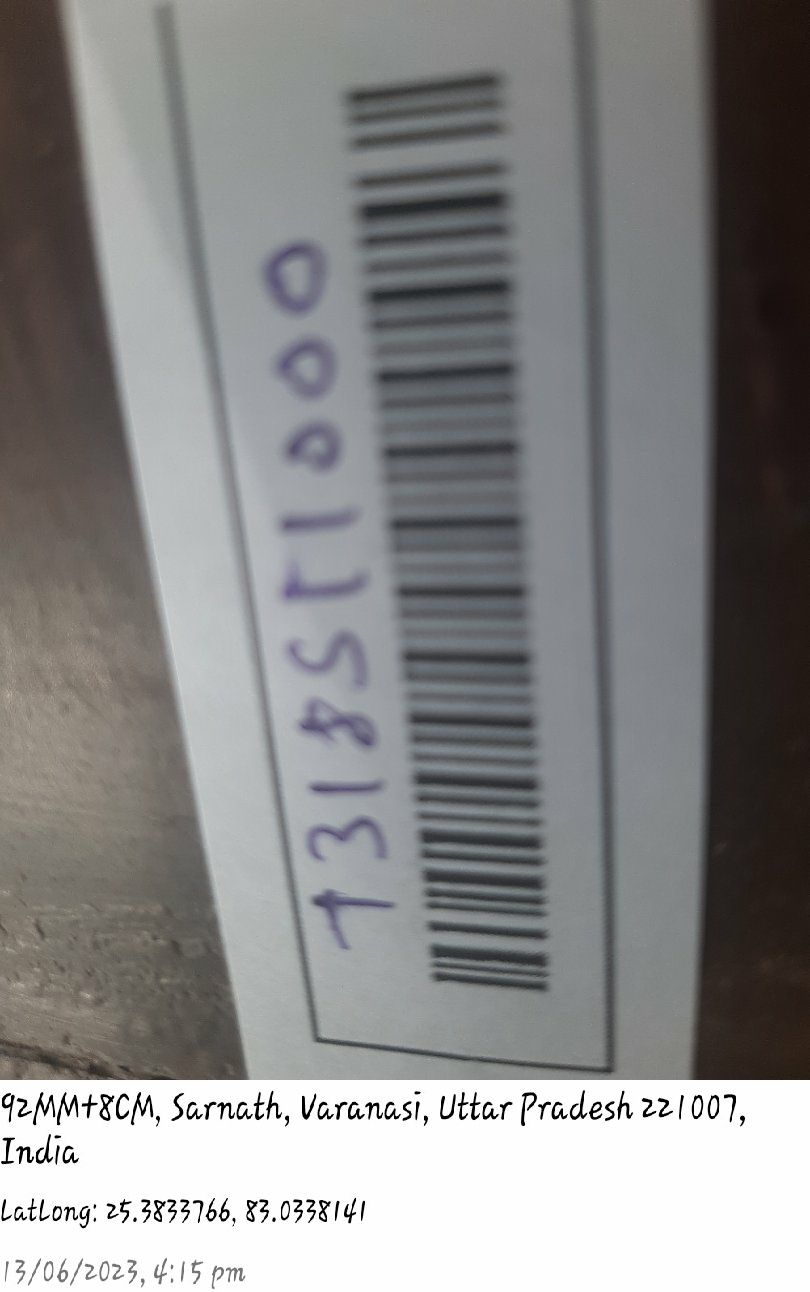 7318571000
92MM+8CM, Sarnath, Varanasi, Uttar Pradesh 221007,
India
LatLong: 25.3833766, 83.0338141
13/06/2023, 4:15 pm